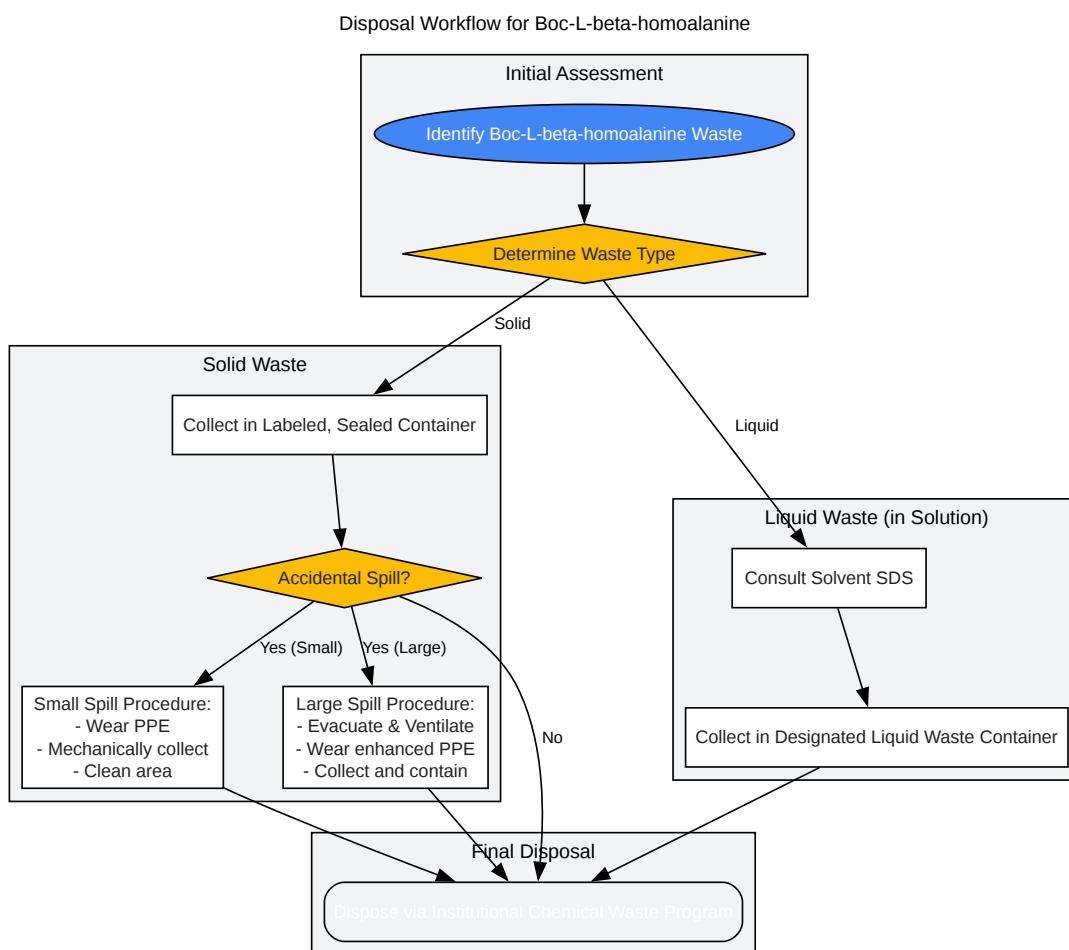 Disposal Workflow for Boc-L-beta-homoalanine
Initial Assessment
Identify Boc-L-beta-homoalanine Waste
Determine Waste Type
Solid
Liquid
Solid Waste
Collect in Labeled, Sealed Container
Accidental Spill?
Yes (Small)
Yes (Large)
No
Small Spill Procedure:
- Wear PPE
- Mechanically collect
- Clean area
Large Spill Procedure:
- Evacuate & Ventilate
- Wear enhanced PPE
- Collect and contain
Liquid Waste (in Solution)
Consult Solvent SDS
Collect in Designated Liquid Waste Container
Final Disposal
Dispose via Institutional Chemical Waste Program